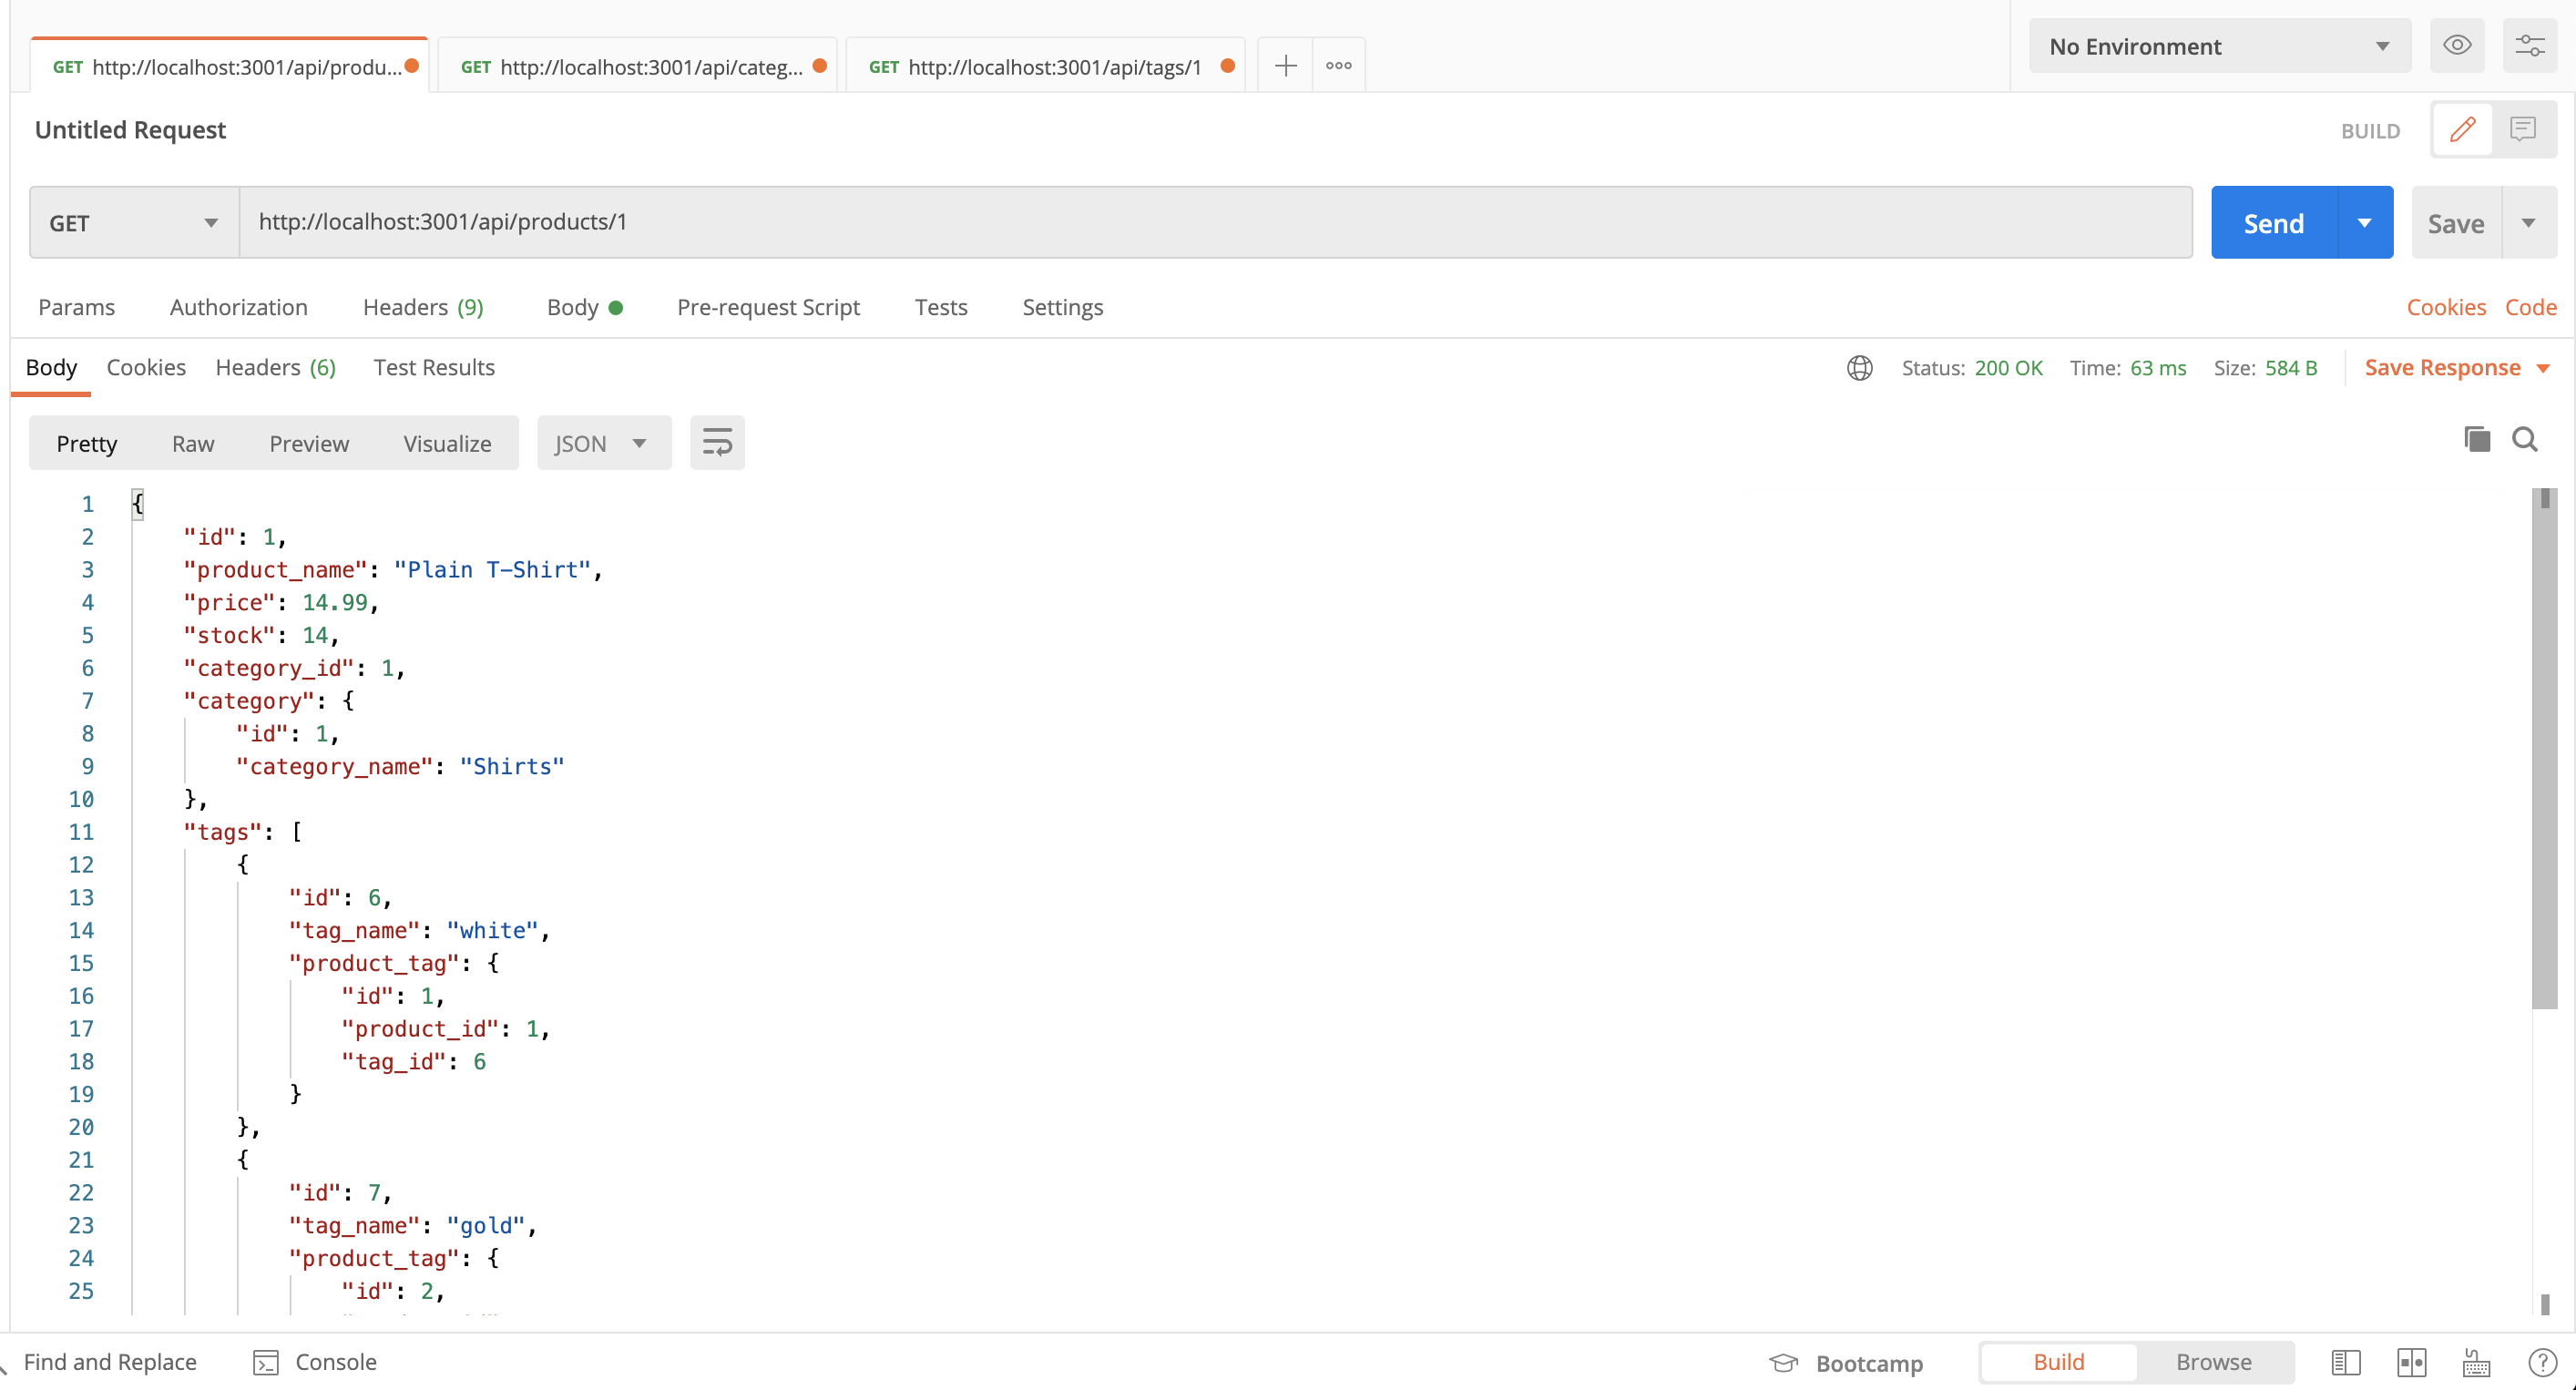 GET http://localhost:3001/api/produ... GET http://localhost:3001/api/categ... GET http://localhost:3001/api/tags/1 No Environment
Untitled Request BUILD
GET http://localhost:3001/api/products/1 Send Save
Params Authorization Headers (9) Body Pre-request Script Tests Settings Cookies Code
Body Cookies Headers (6) Test Results Status: 200 OK Time: 63 ms Size: 584 B Save Response
Pretty Raw Preview Visualize JSON
1 {
2 "id": 1,
3 "product_name": "Plain T-Shirt",
4 "price": 14.99,
5 "stock": 14,
6 "category_id": 1,
7 "category": {
8 "id": 1,
9 "category_name": "Shirts"
10 },
11 "tags": [
12 {
13 "id": 6,
14 "tag_name": "white",
15 "product_tag": {
16 "id": 1,
17 "product_id": 1,
18 "tag_id": 6
19 }
20 },
21 {
22 "id": 7,
23 "tag_name": "gold",
24 "product_tag": {
25 "id": 2,
Find and Replace Console Bootcamp Build Browse